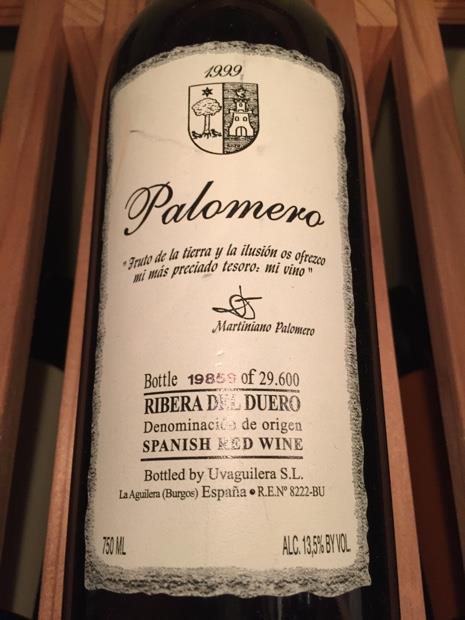 1999
Palomero
"Fruto de la tierra y la ilusión os ofrezco
mi más preciado tesoro: mi vino"
Martiniano Palomero
Bottle 19859 of 29.600
RIBERA DEL DUERO
Denominación de origen
SPANISH RED WINE
Bottled by Uvaguilera S.L.
La Aguilera (Burgos) España • R.E.Nº 8222-BU
750 ML ALC. 13,5% BY VOL.